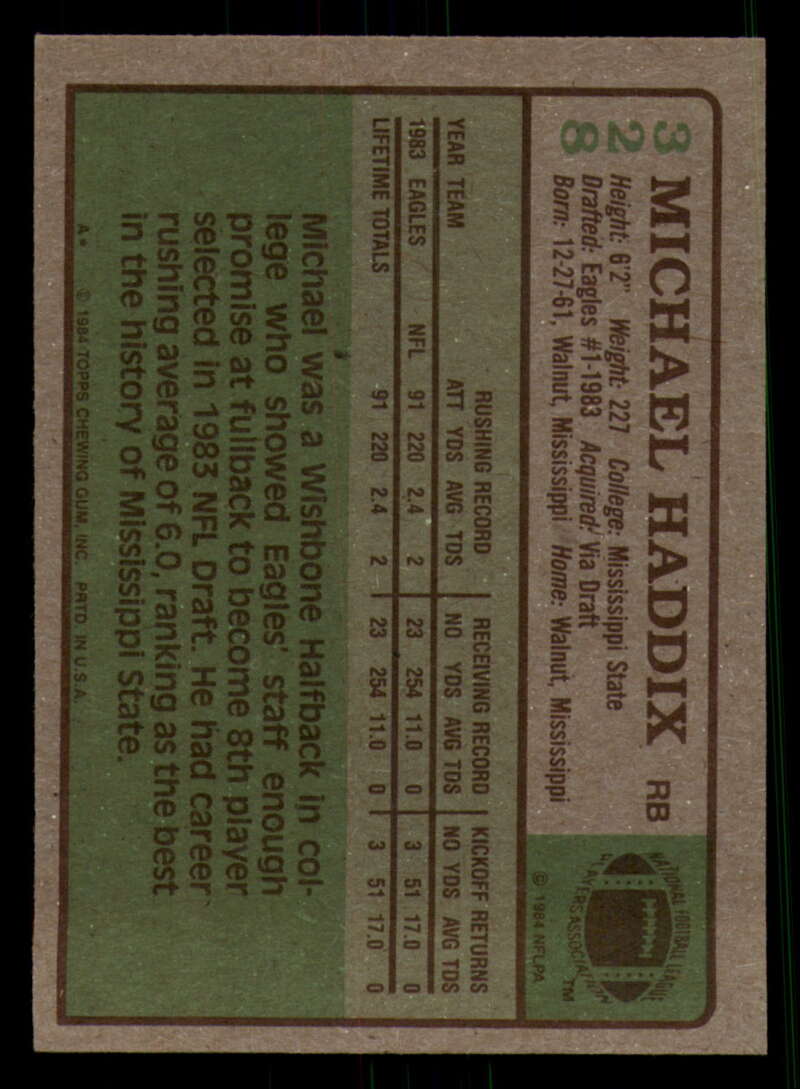 328
MICHAEL HADDIX RB
Height: 6'2" Weight: 227 College: Mississippi State
Drafted: Eagles #1-1983 Acquired: Via Draft
Born: 12-27-61, Walnut, Mississippi Home: Walnut, Mississippi
NATIONAL FOOTBALL LEAGUE
PLAYERS ASSOCIATION
TM
© 1984 NFLPA
RUSHING RECORD RECEIVING RECORD KICKOFF RETURNS
YEAR TEAM ATT YDS AVG TDS NO YDS AVG TDS NO YDS AVG TDS
1983 EAGLES NFL 91 220 2.4 2 23 254 11.0 0 3 51 17.0 0
LIFETIME TOTALS 91 220 2.4 2 23 254 11.0 0 3 51 17.0 0
Michael was a Wishbone Halfback in col-
lege who showed Eagles' staff enough
promise at fullback to become 8th player
selected in 1983 NFL Draft. He had career
rushing average of 6.0, ranking as the best
in the history of Mississippi State.
A* © 1984 TOPPS CHEWING GUM, INC. PRTD. IN U.S.A.